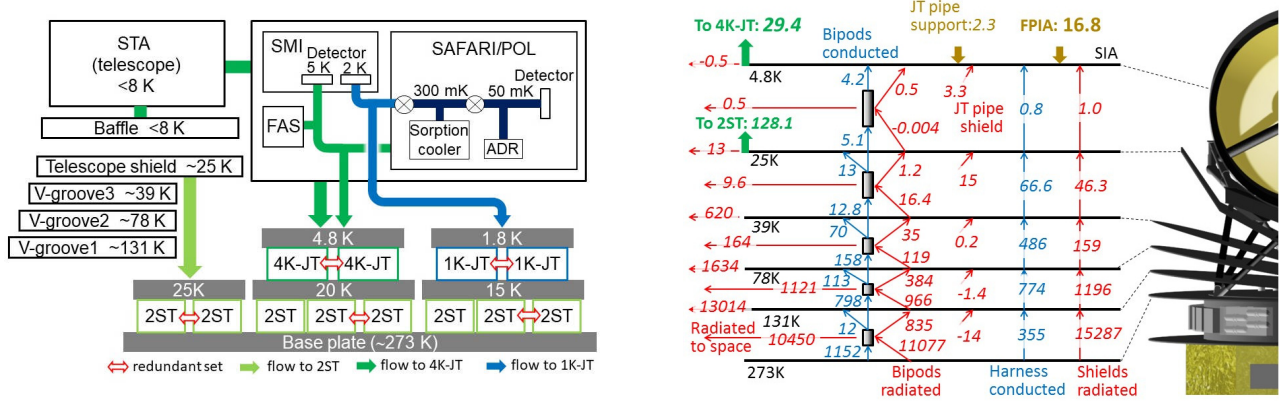 STA
(telescope)
<8 K
Baffle <8 K
Telescope shield ~25 K
V-groove3 ~39 K
V-groove2 ~78 K
V-groove1 ~131 K
SMI
Detector
5 K
2 K
FAS
SAFARI/POL
Detector
300 mK
50 mK
Sorption
cooler
ADR
4.8 K
1.8 K
4K-JT
4K-JT
1K-JT
1K-JT
25K
20 K
15 K
2ST
2ST
2ST
2ST
2ST
2ST
2ST
2ST
Base plate (~273 K)
redundant set
flow to 2ST
flow to 4K-JT
flow to 1K-JT
To 4K-JT: 29.4
Bipods
conducted
JT pipe
support:2.3
FPIA: 16.8
SIA
-0.5
4.8K
4.2
0.5
3.3
0.8
1.0
0.5
JT pipe
shield
-0.004
To 2ST: 128.1
5.1
13
25K
13
1.2
15
66.6
46.3
9.6
16.4
12.8
620
39K
70
35
0.2
486
159
164
158
119
1634
78K
113
384
-1.4
774
1196
1121
798
966
13014
131K
12
835
-14
355
15287
Radiated
to space
10450
1152
11077
273K
Bipods
radiated
Harness
conducted
Shields
radiated